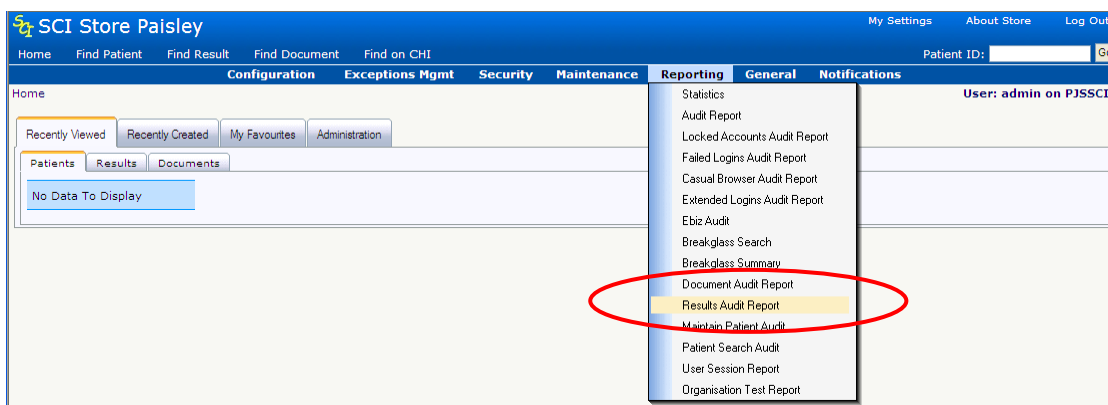 SCI SCI Store Paisley
My Settings About Store Log Out
Home Find Patient Find Result Find Document Find on CHI Patient ID: Go
Configuration Exceptions Mgmt Security Maintenance Reporting General Notifications
Home User: admin on PJSSCI
Statistics
Audit Report
Locked Accounts Audit Report
Failed Logins Audit Report
Casual Browser Audit Report
Extended Logins Audit Report
Ebiz Audit
Breakglass Search
Breakglass Summary
Document Audit Report
Results Audit Report
Maintain Patient Audit
Patient Search Audit
User Session Report
Organisation Test Report
Recently Viewed Recently Created My Favourites Administration
Patients Results Documents
No Data To Display